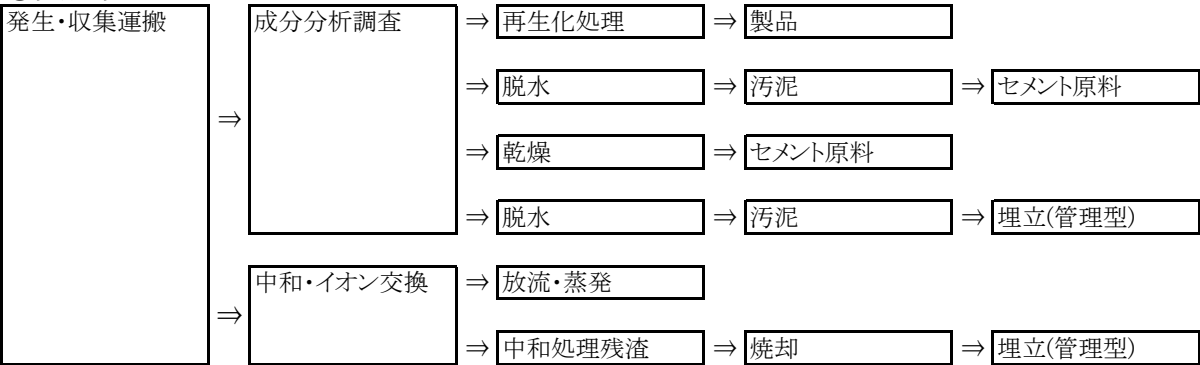 発生・収集運搬 成分分析調査 ⇒ 再生化処理 ⇒ 製品
⇒ 脱水 ⇒ 汚泥 ⇒ セメント原料
⇒
⇒ 乾燥 ⇒ セメント原料
⇒ 脱水 ⇒ 汚泥 ⇒ 埋立(管理型)
中和・イオン交換 ⇒ 放流・蒸発
⇒
⇒ 中和処理残渣 ⇒ 焼却 ⇒ 埋立(管理型)